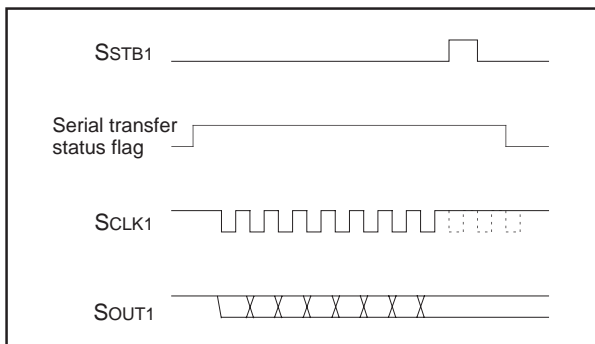 SSTB1
Serial transfer
status flag
SCLK1
SOUT1